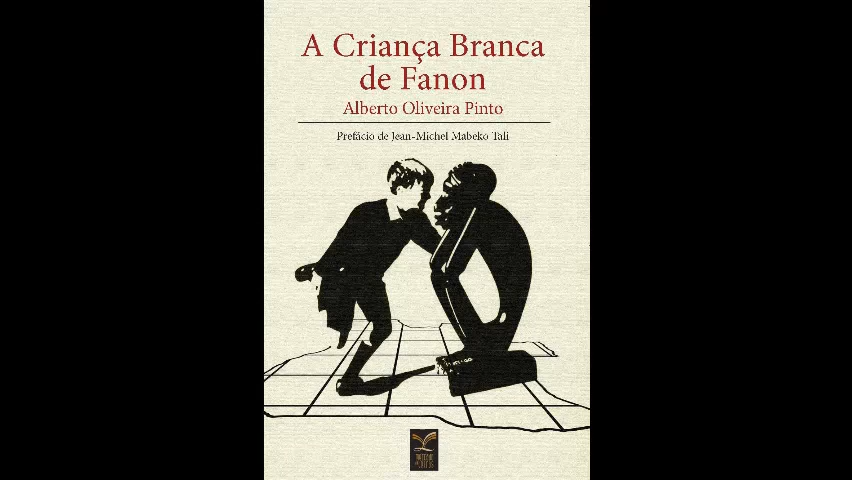 A Criança Branca
de Fanon
Alberto Oliveira Pinto
Prefácio de Jean-Michel Mabeko Tali